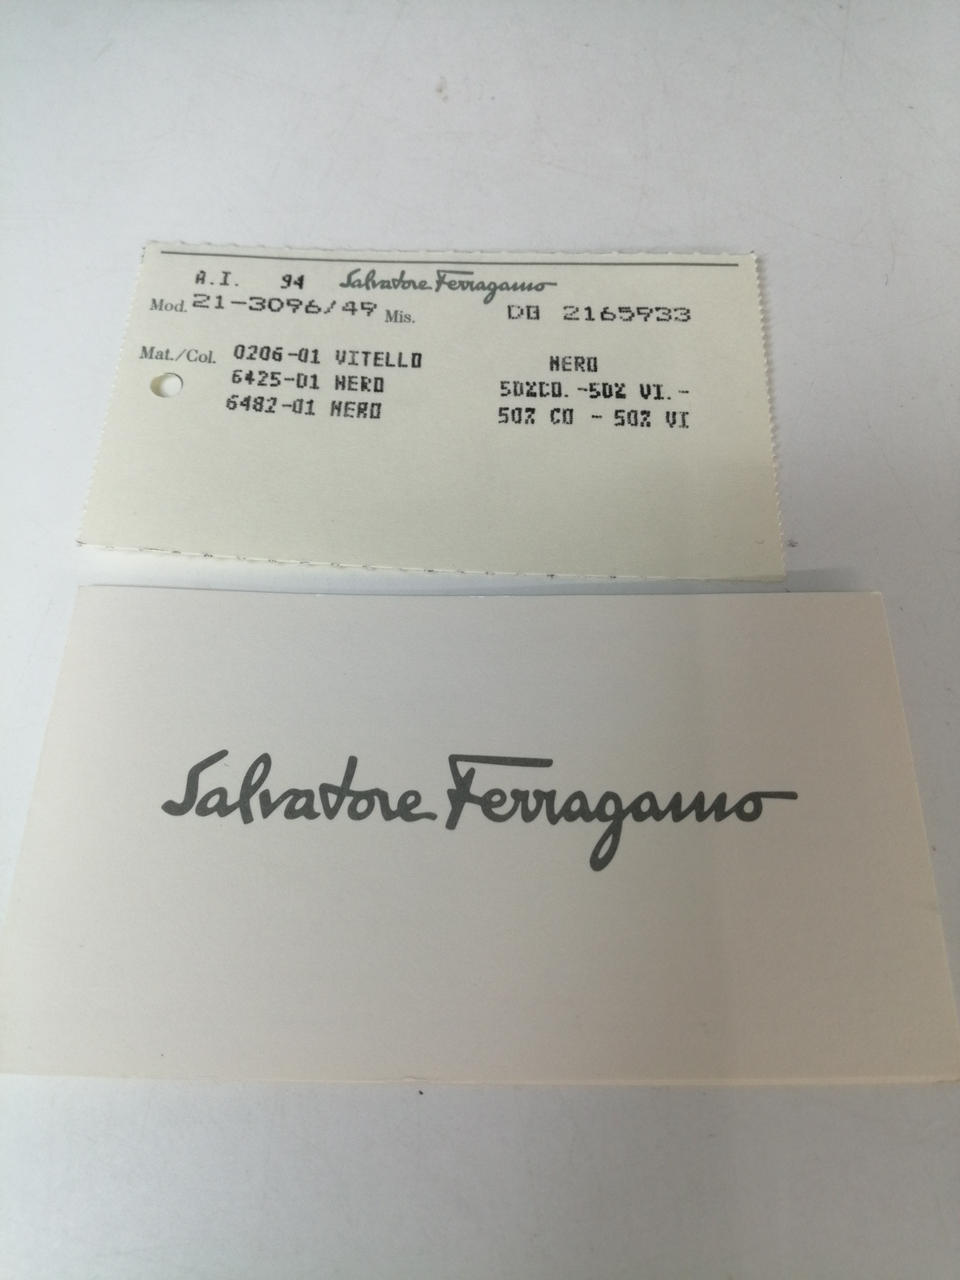 A.I. 94 Salvatore Ferragamo
Mod. 21-3096/49 Mis. DO 2165933
Mat./Col. 0206-01 VITELLO NERO
6425-01 NERO 50%CO.-50% VI.-
6482-01 NERO 50% CO - 50% VI
Salvatore Ferragamo